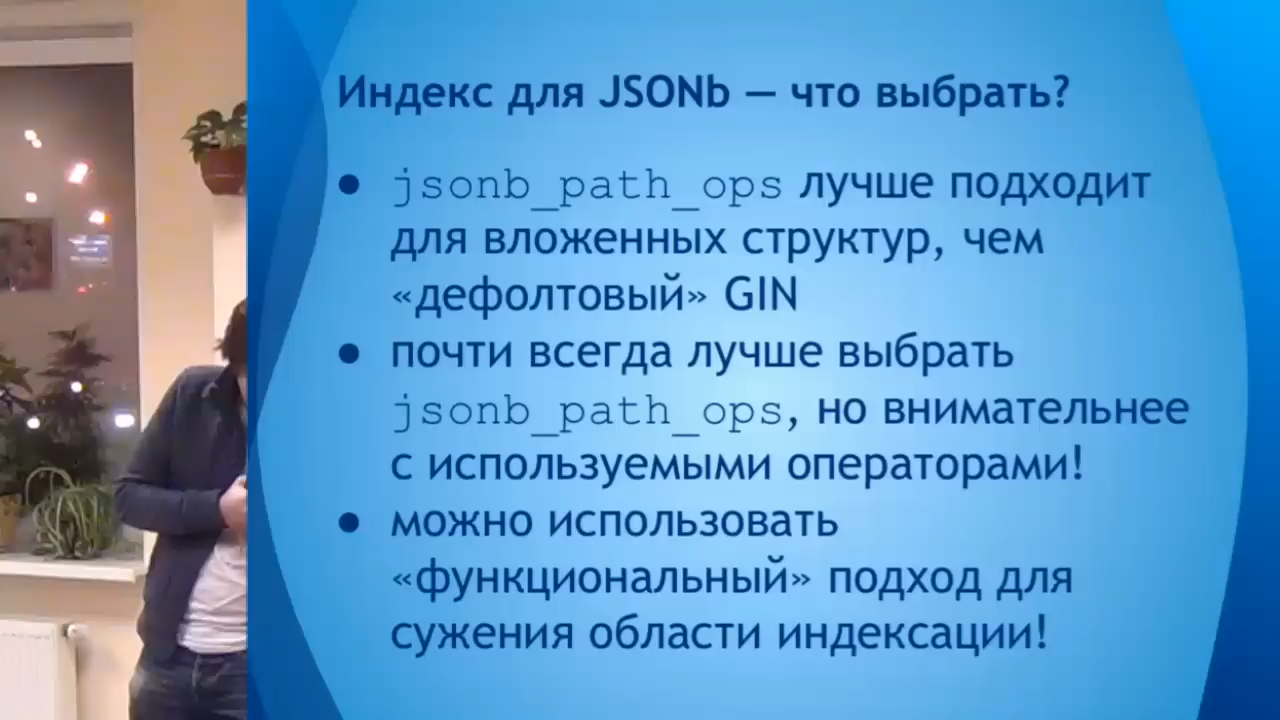 Индекс для JSONb — что выбрать?
● jsonb_path_ops лучше подходит
для вложенных структур, чем
«дефолтовый» GIN
● почти всегда лучше выбрать
jsonb_path_ops, но внимательнее
с используемыми операторами!
● можно использовать
«функциональный» подход для
сужения области индексации!